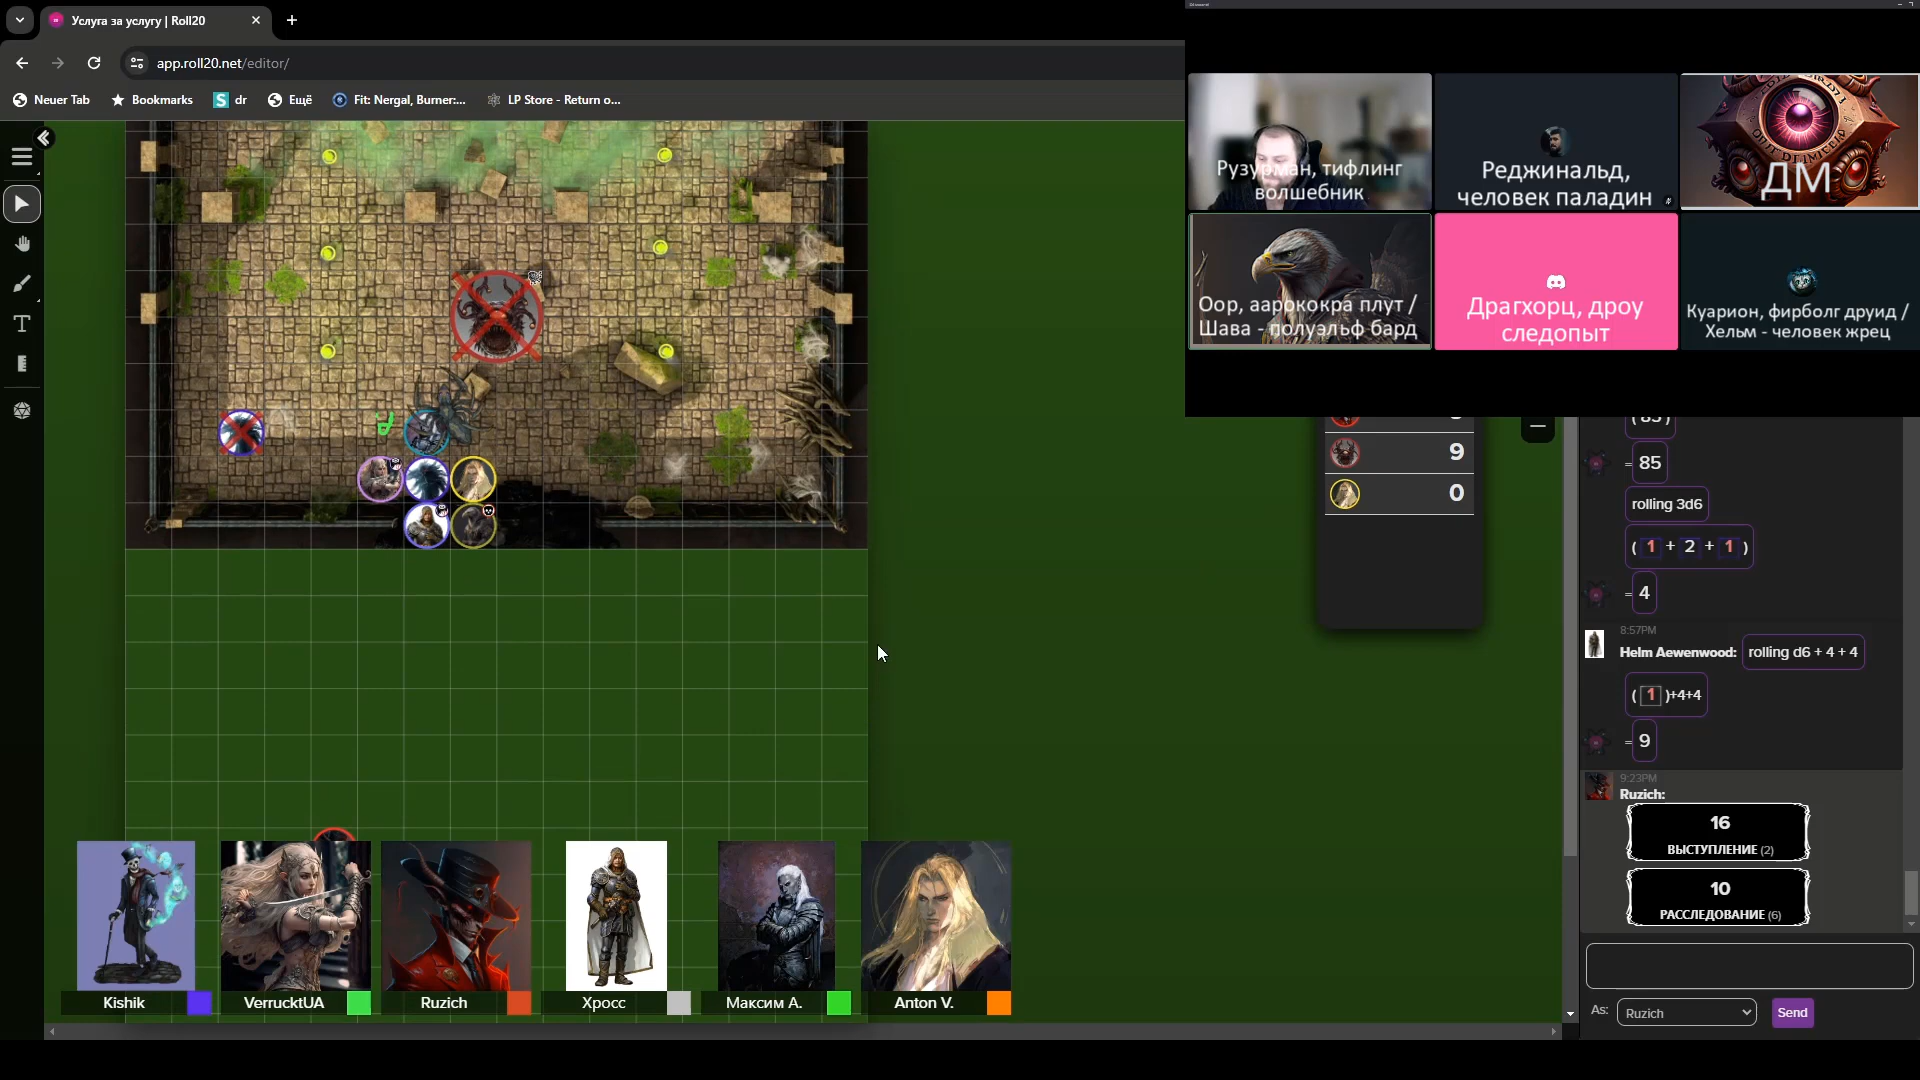 Услуга за услугу | Roll20
app.roll20.net/editor/
Neuer Tab
Bookmarks
S dr
Ещё
Fit: Nergal, Burner:...
LP Store - Return o...
Рузурман, тифлинг
волшебник
Реджинальд,
человек паладин
ДМ
Оор, аарококра плут /
Шава - полуэльф бард
Драгхорц, дроу
следопыт
Куарион, фирболг друид /
Хельм - человек жрец
9
0
(85)
=85
rolling 3d6
(1+2+1)
=4
8:57PM
Helm Aewenwood: rolling d6 + 4 + 4
(1)+4+4
=9
9:23PM
Ruzich:
16
ВЫСТУПЛЕНИЕ (2)
10
РАССЛЕДОВАНИЕ (6)
Kishik
VerrucktUA
Ruzich
Хросс
Максим А.
Anton V.
As: Ruzich Send